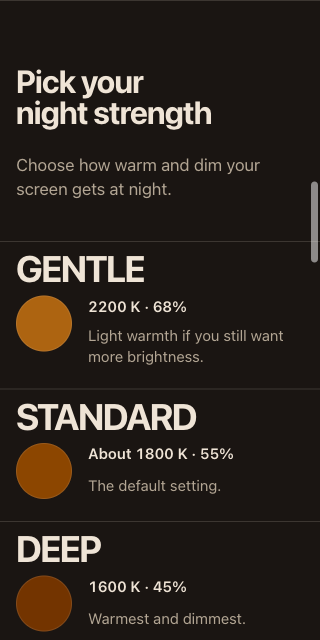 Pick your
night strength
Choose how warm and dim your
screen gets at night.
GENTLE
2200 K · 68%
Light warmth if you still want
more brightness.
STANDARD
About 1800 K · 55%
The default setting.
DEEP
1600 K · 45%
Warmest and dimmest.